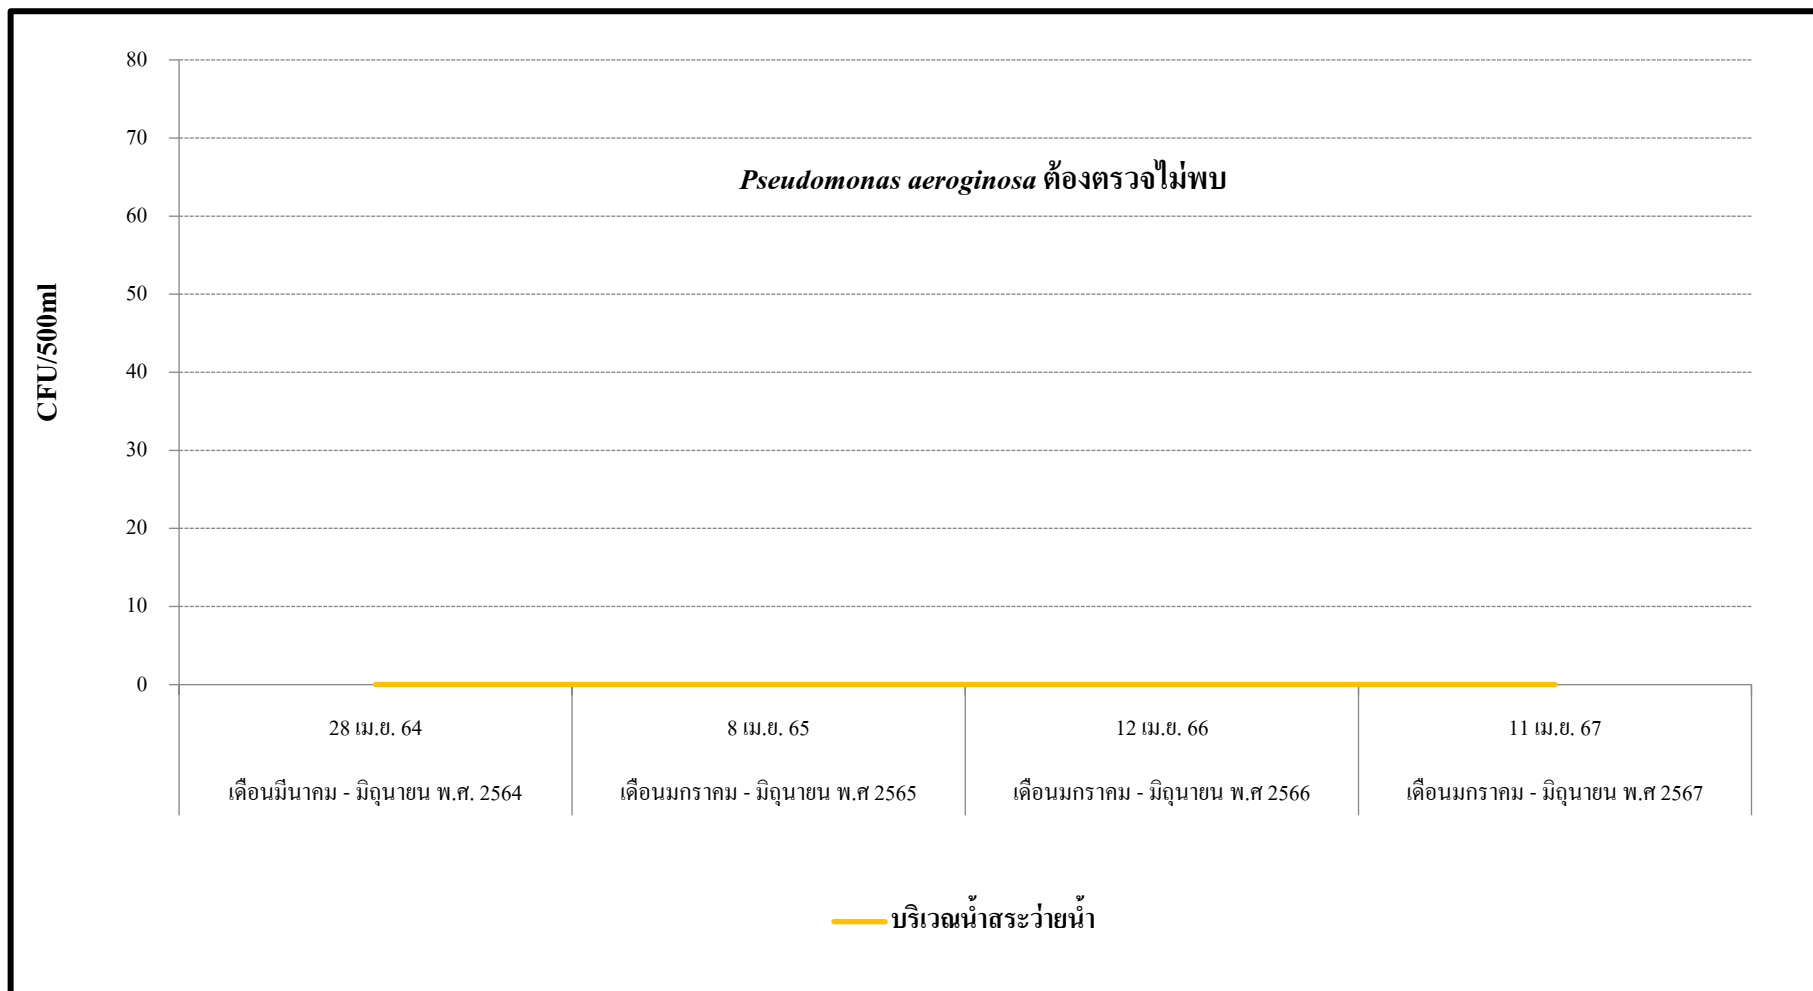 80
70
Pseudomonas aeroginosa ต้องตรวจไม่พบ
60
50
CFU/500ml
40
30
20
10
0
28 เม.ย. 64
8 เม.ย. 65
12 เม.ย. 66
11 เม.ย. 67
เดือนมีนาคม - มิถุนายน พ.ศ. 2564
เดือนมกราคม - มิถุนายน พ.ศ 2565
เดือนมกราคม - มิถุนายน พ.ศ 2566
เดือนมกราคม - มิถุนายน พ.ศ 2567
บริเวณน้ำสระว่ายน้ำ